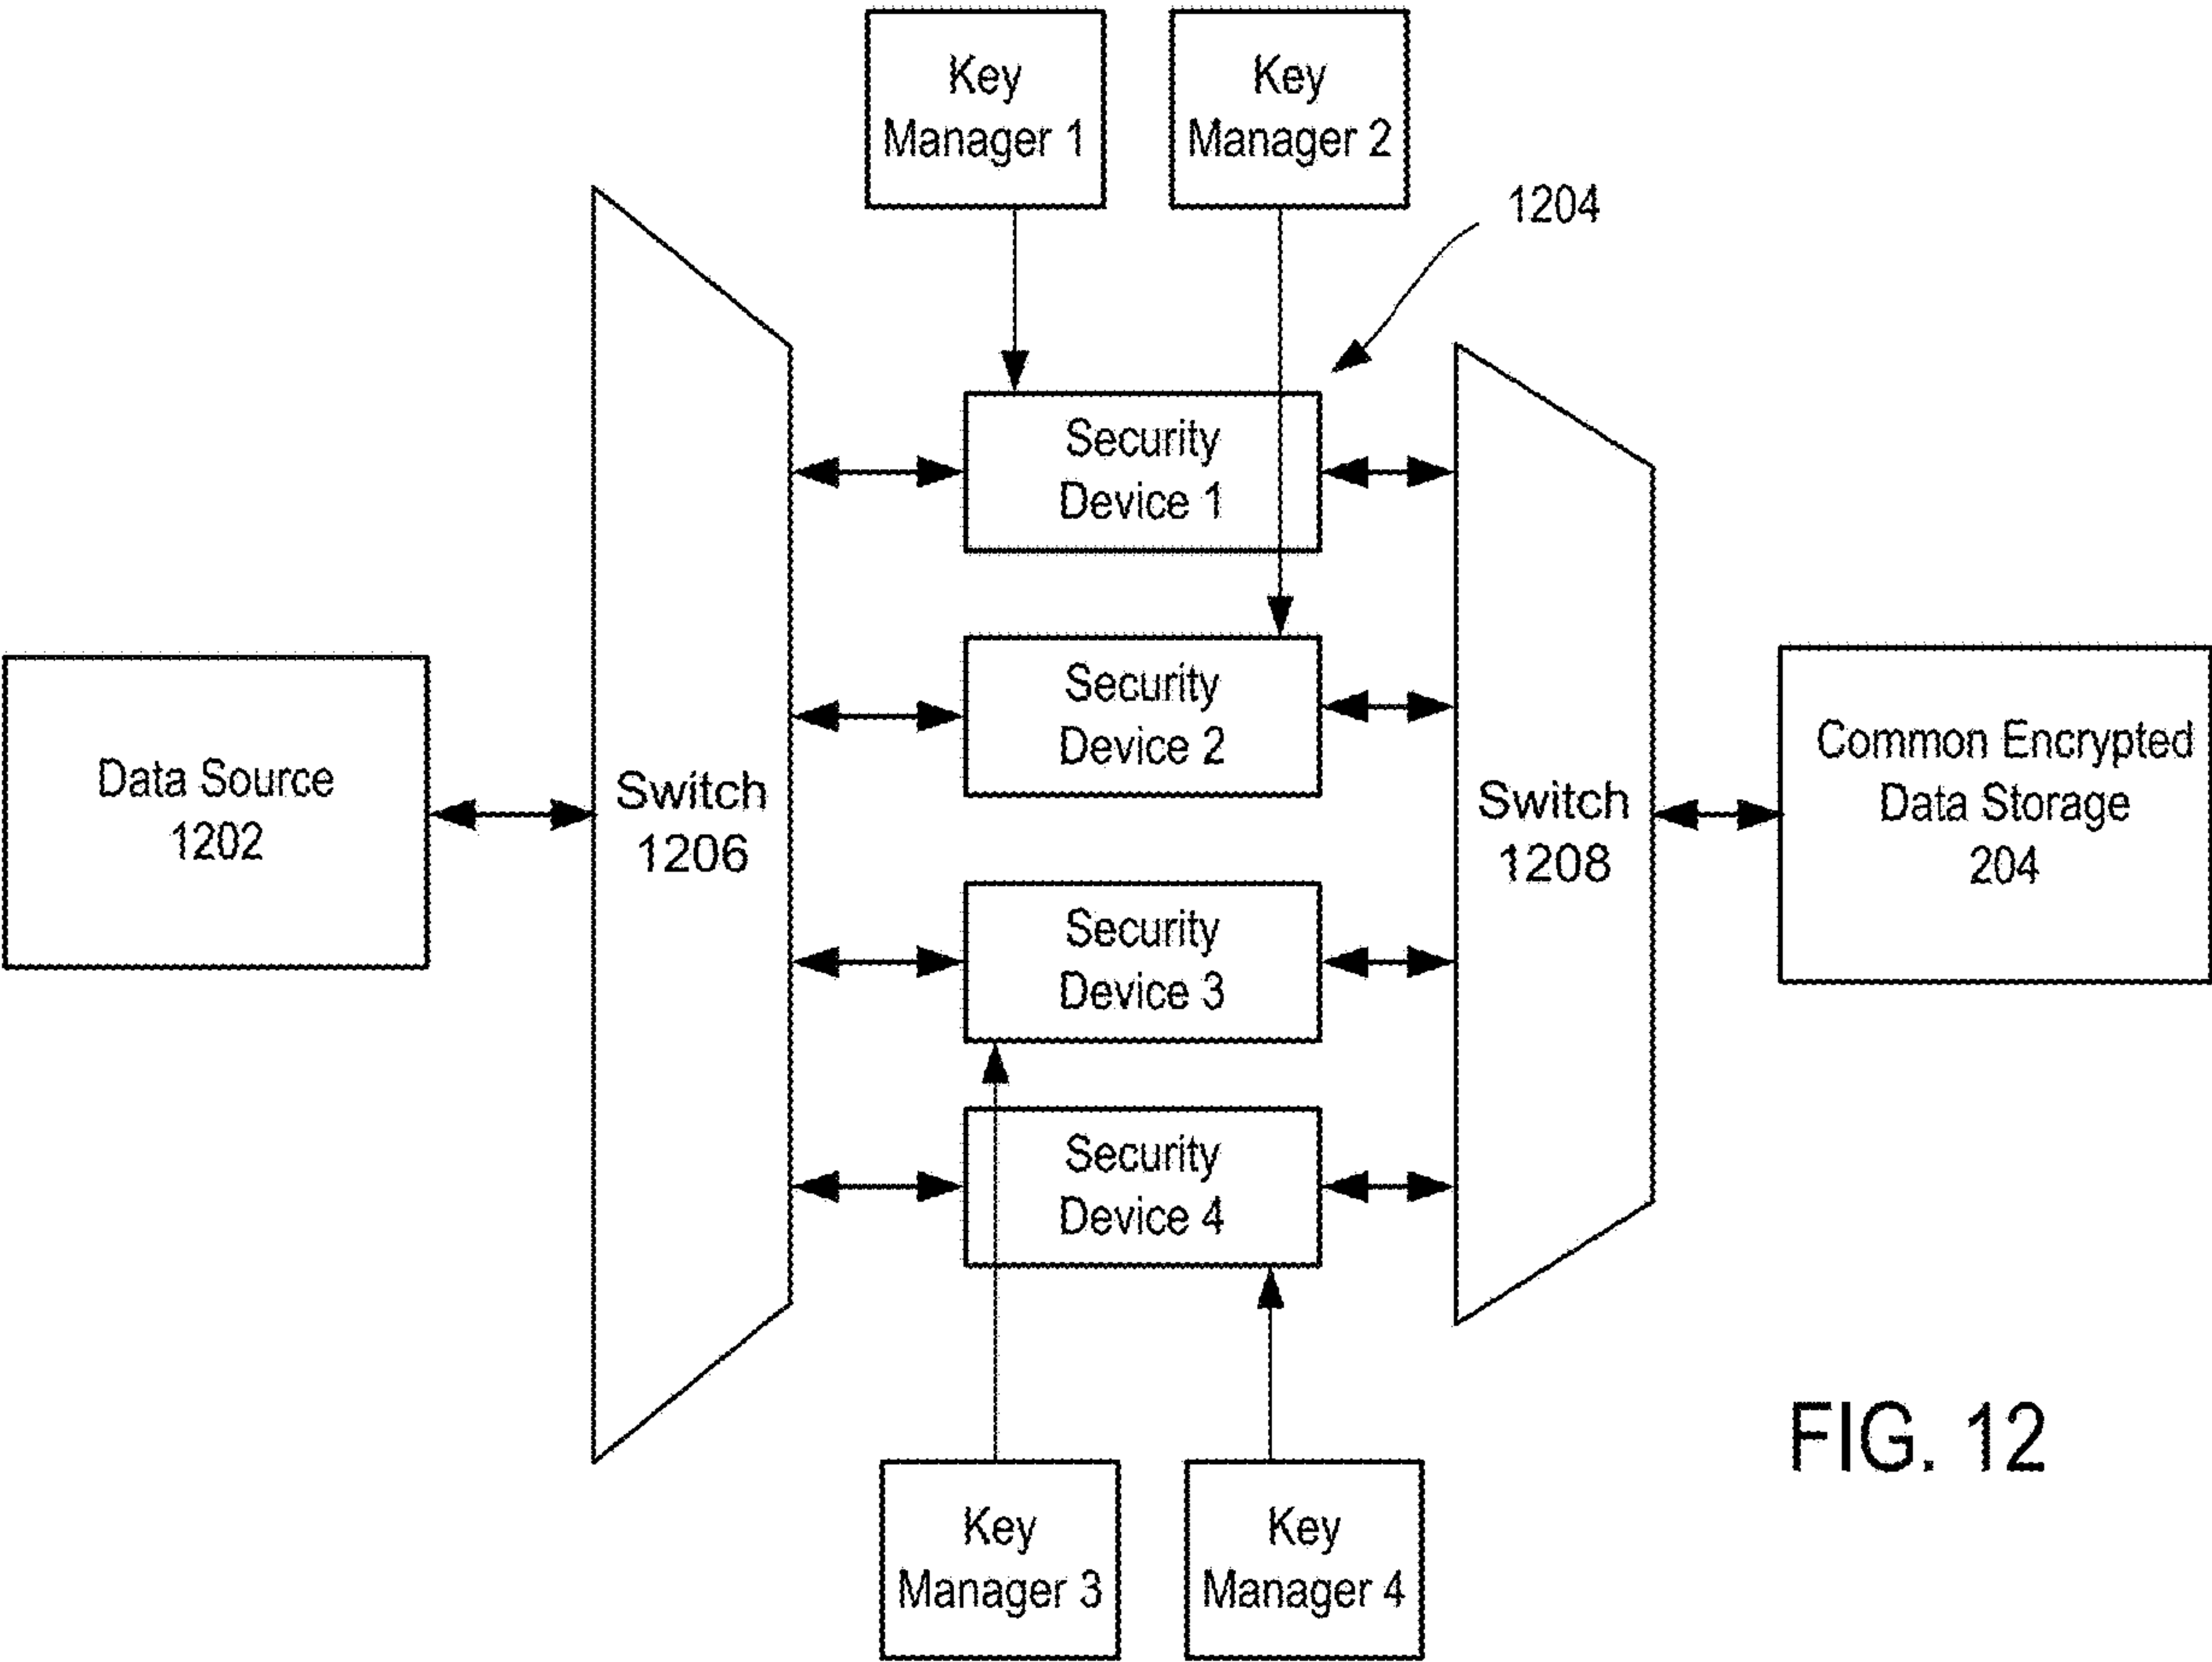 Key
Manager 1
Key
Manager 2
1204
Security
Device 1
Security
Device 2
Data Source
1202
Switch
1206
Switch
1208
Common Encrypted
Data Storage
204
Security
Device 3
Security
Device 4
Key
Manager 3
Key
Manager 4
FIG. 12